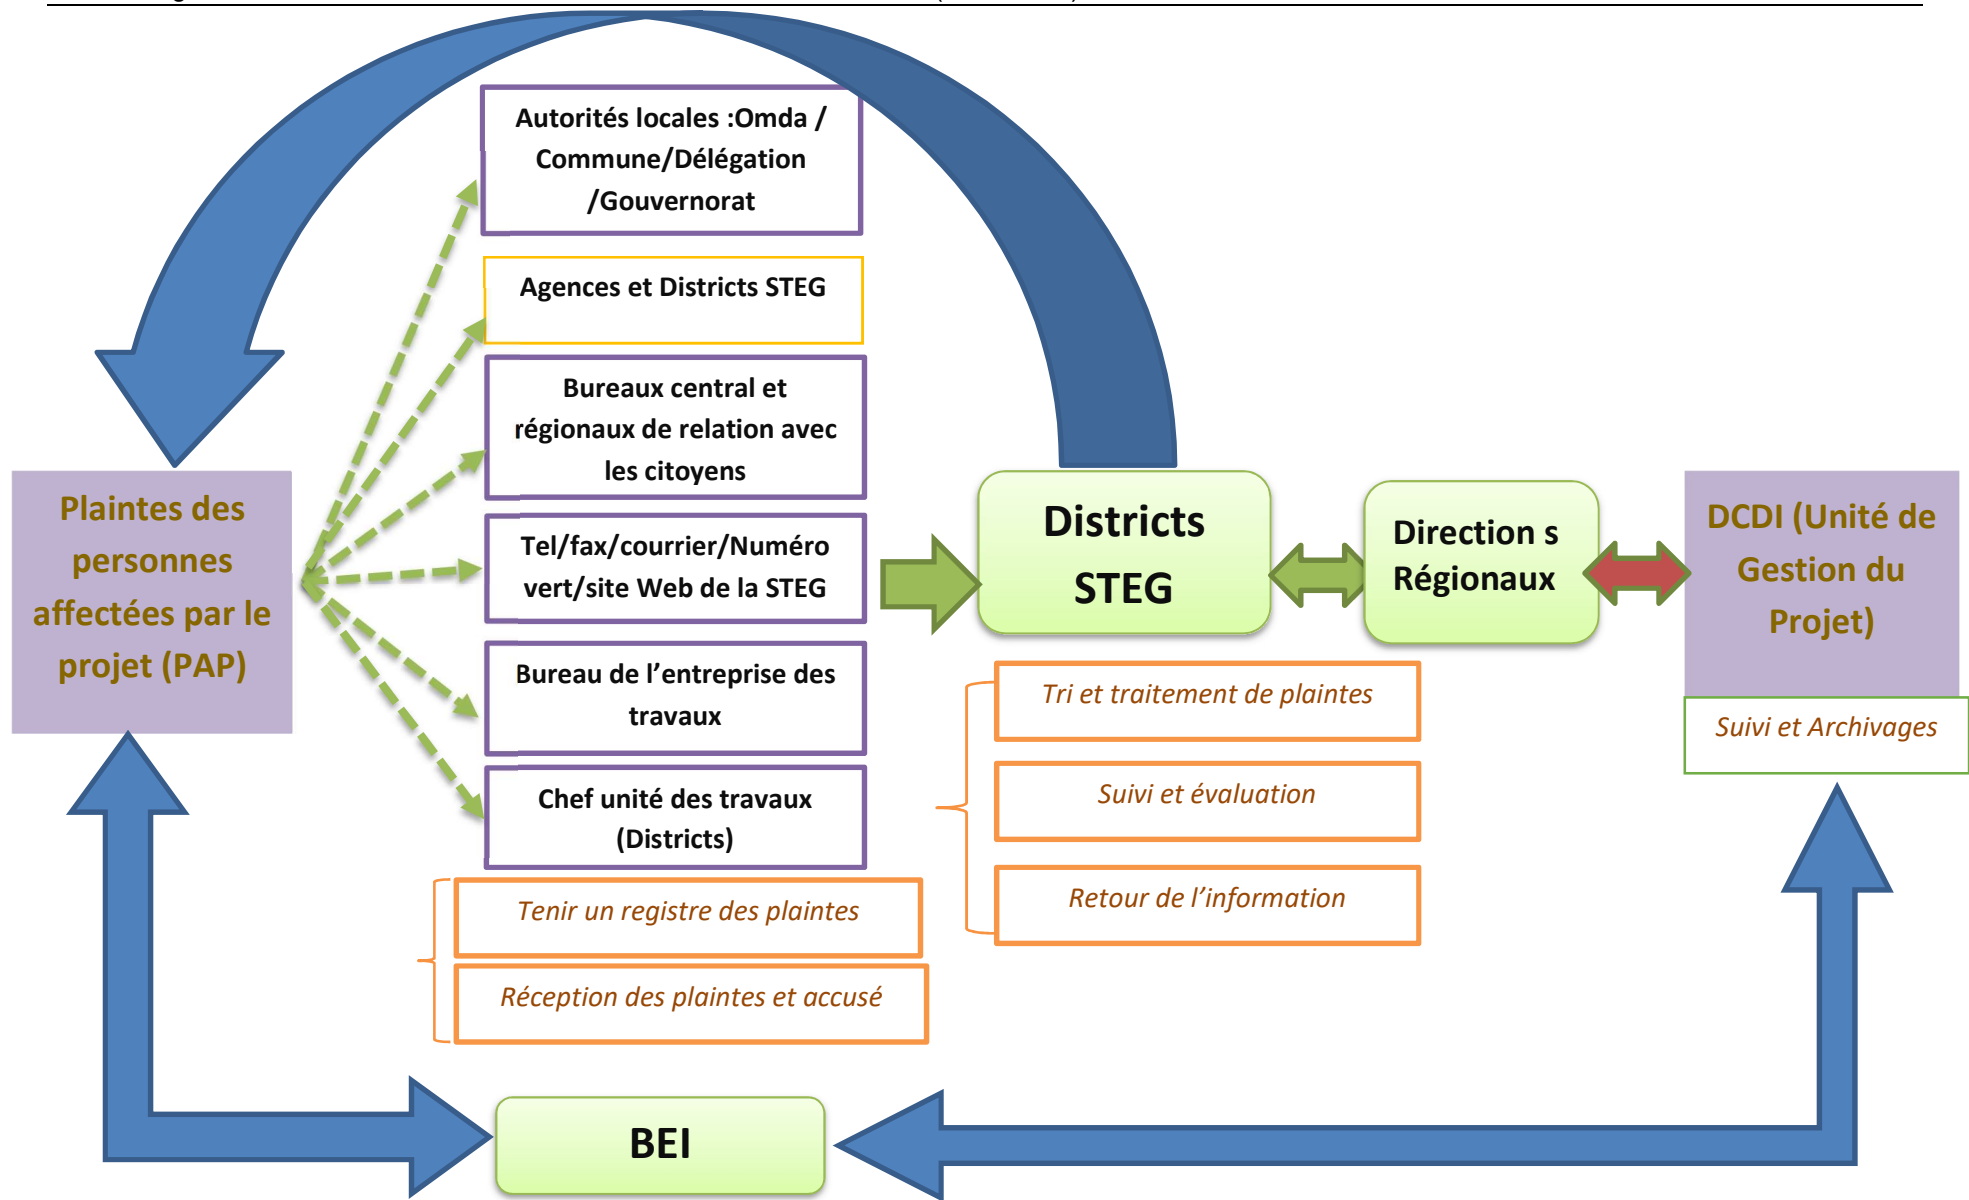 Autorités locales :Omda /
Commune/Délégation
/Gouvernorat
Agences et Districts STEG
Bureaux central et
régionaux de relation avec
les citoyens
Tel/fax/courrier/Numéro
vert/site Web de la STEG
Bureau de l’entreprise des
travaux
Chef unité des travaux
(Districts)
Tenir un registre des plaintes
Réception des plaintes et accusé
Plaintes des
personnes
affectées par le
projet (PAP)
Districts
STEG
Direction s
Régionaux
DCDI (Unité de
Gestion du
Projet)
Suivi et Archivages
Tri et traitement de plaintes
Suivi et évaluation
Retour de l’information
BEI